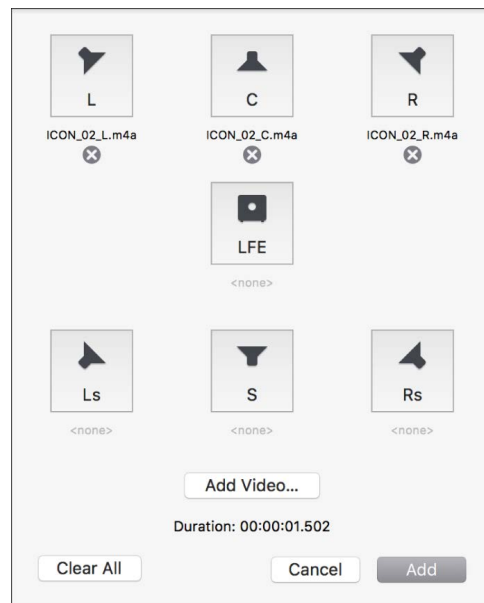 L C R
ICON_02_L.m4a ICON_02_C.m4a ICON_02_R.m4a
LFE
<none>
Ls S Rs
<none> <none> <none>
Add Video...
Duration: 00:00:01.502
Clear All Cancel Add